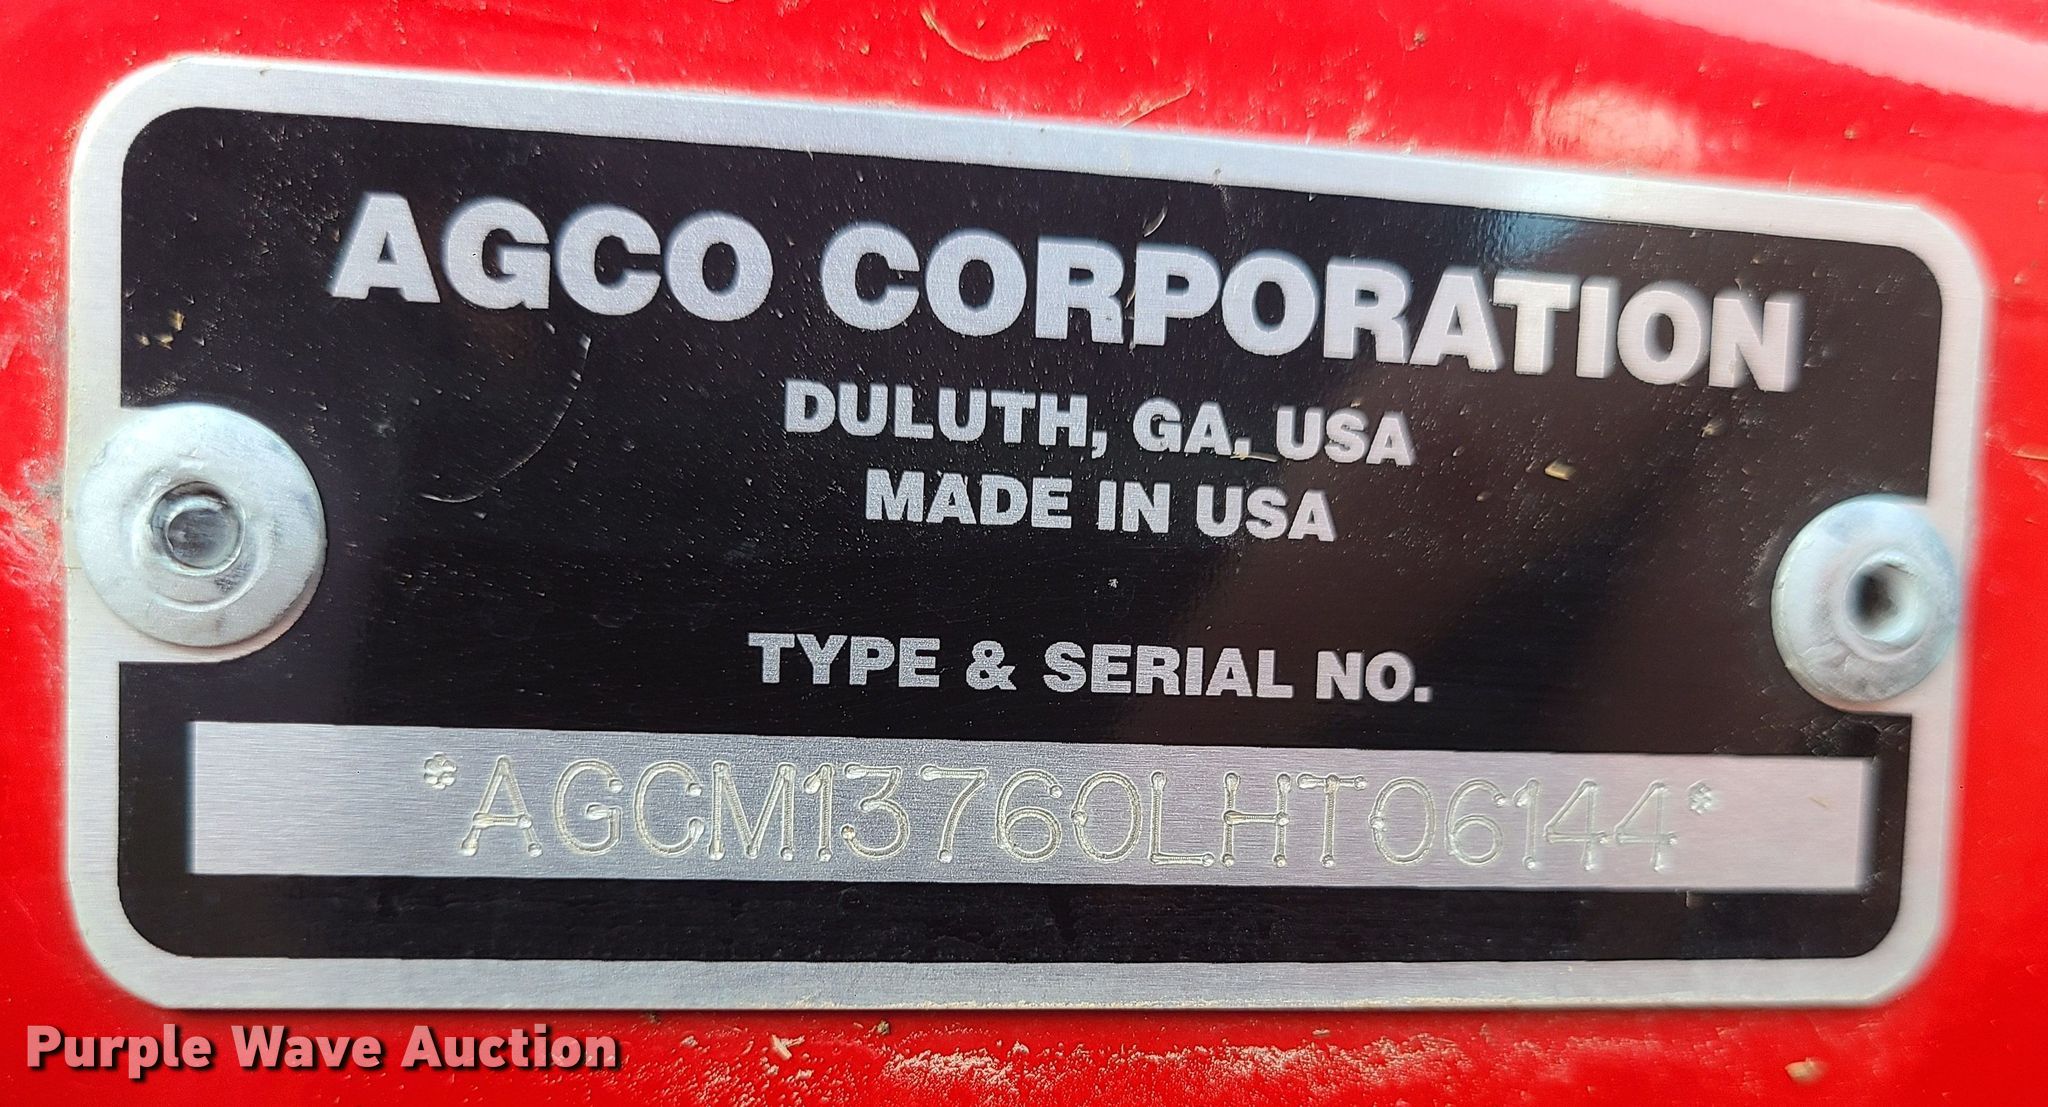 AGCO CORPORATION
DULUTH, GA, USA
MADE IN USA
TYPE & SERIAL NO.
*AGCM13760LHT06144*
Purple Wave Auction